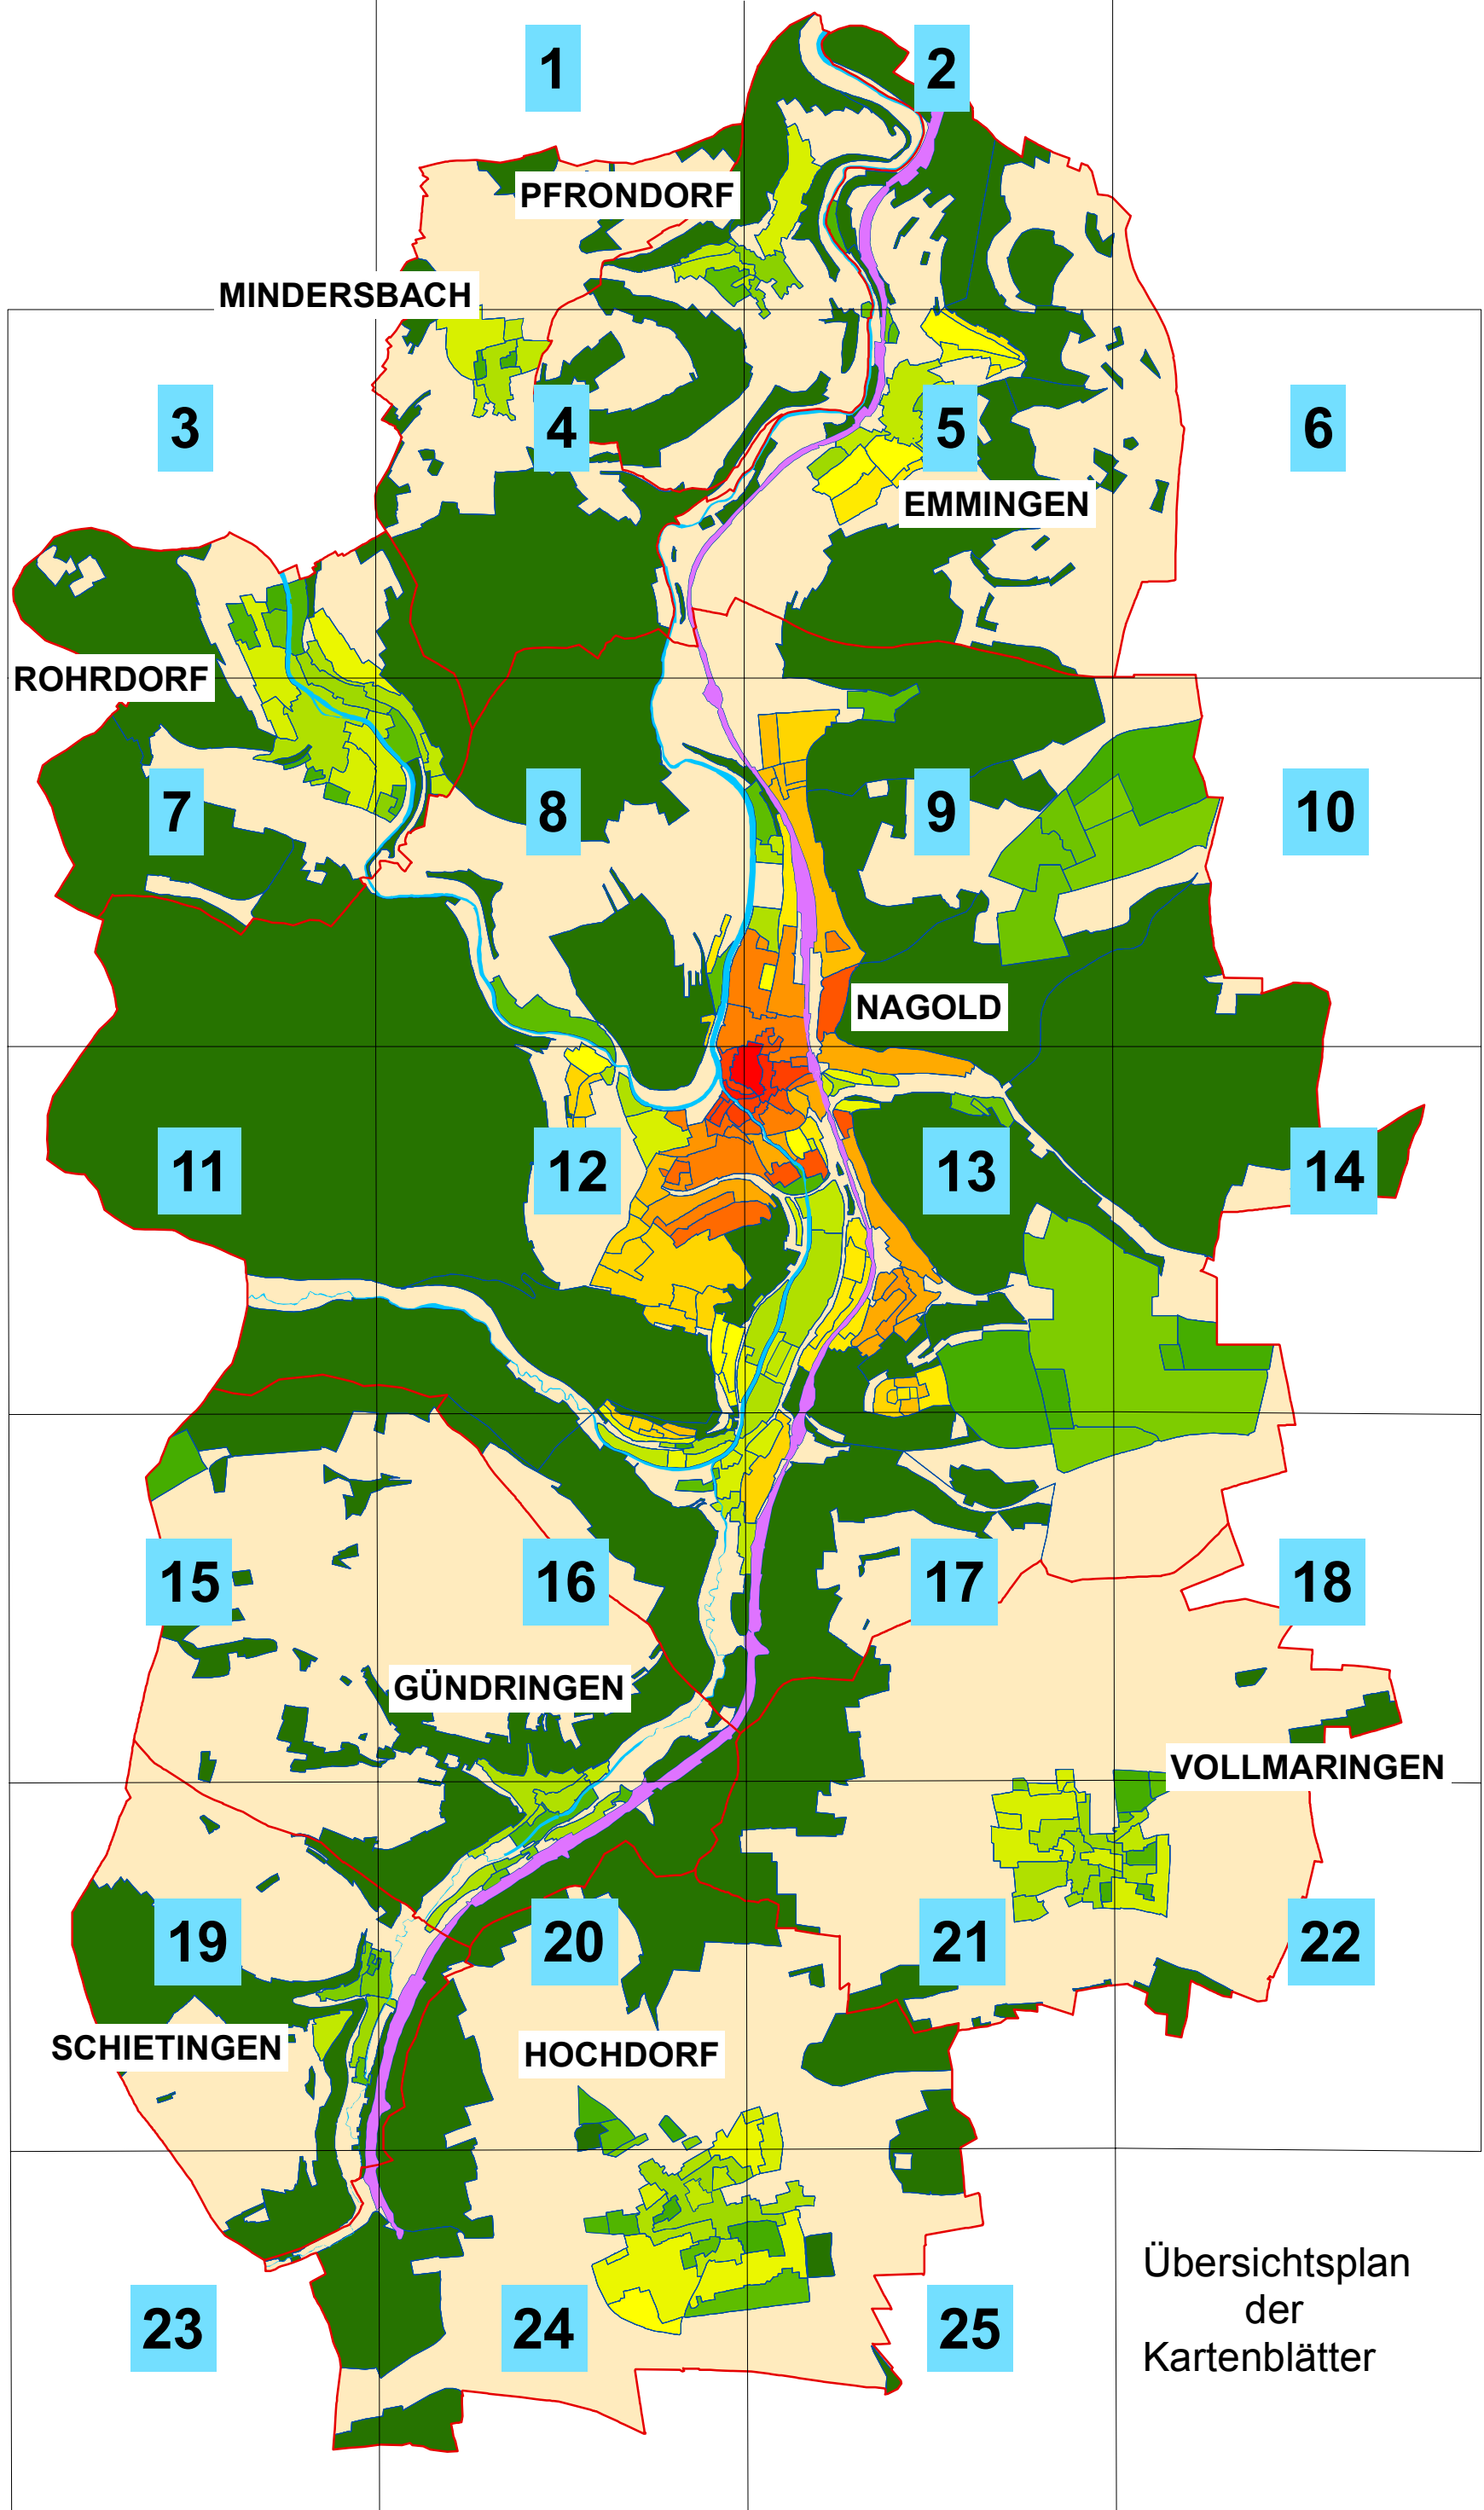 1
2
PFRONDORF
MINDERSBACH
3
4
5
6
EMMINGEN
ROHRDORF
7
8
9
10
NAGOLD
11
12
13
14
15
16
17
18
GÜNDRINGEN
VOLLMARINGEN
19
20
21
22
SCHIETINGEN
HOCHDORF
23
24
25
Übersichtsplan
der
Kartenblätter